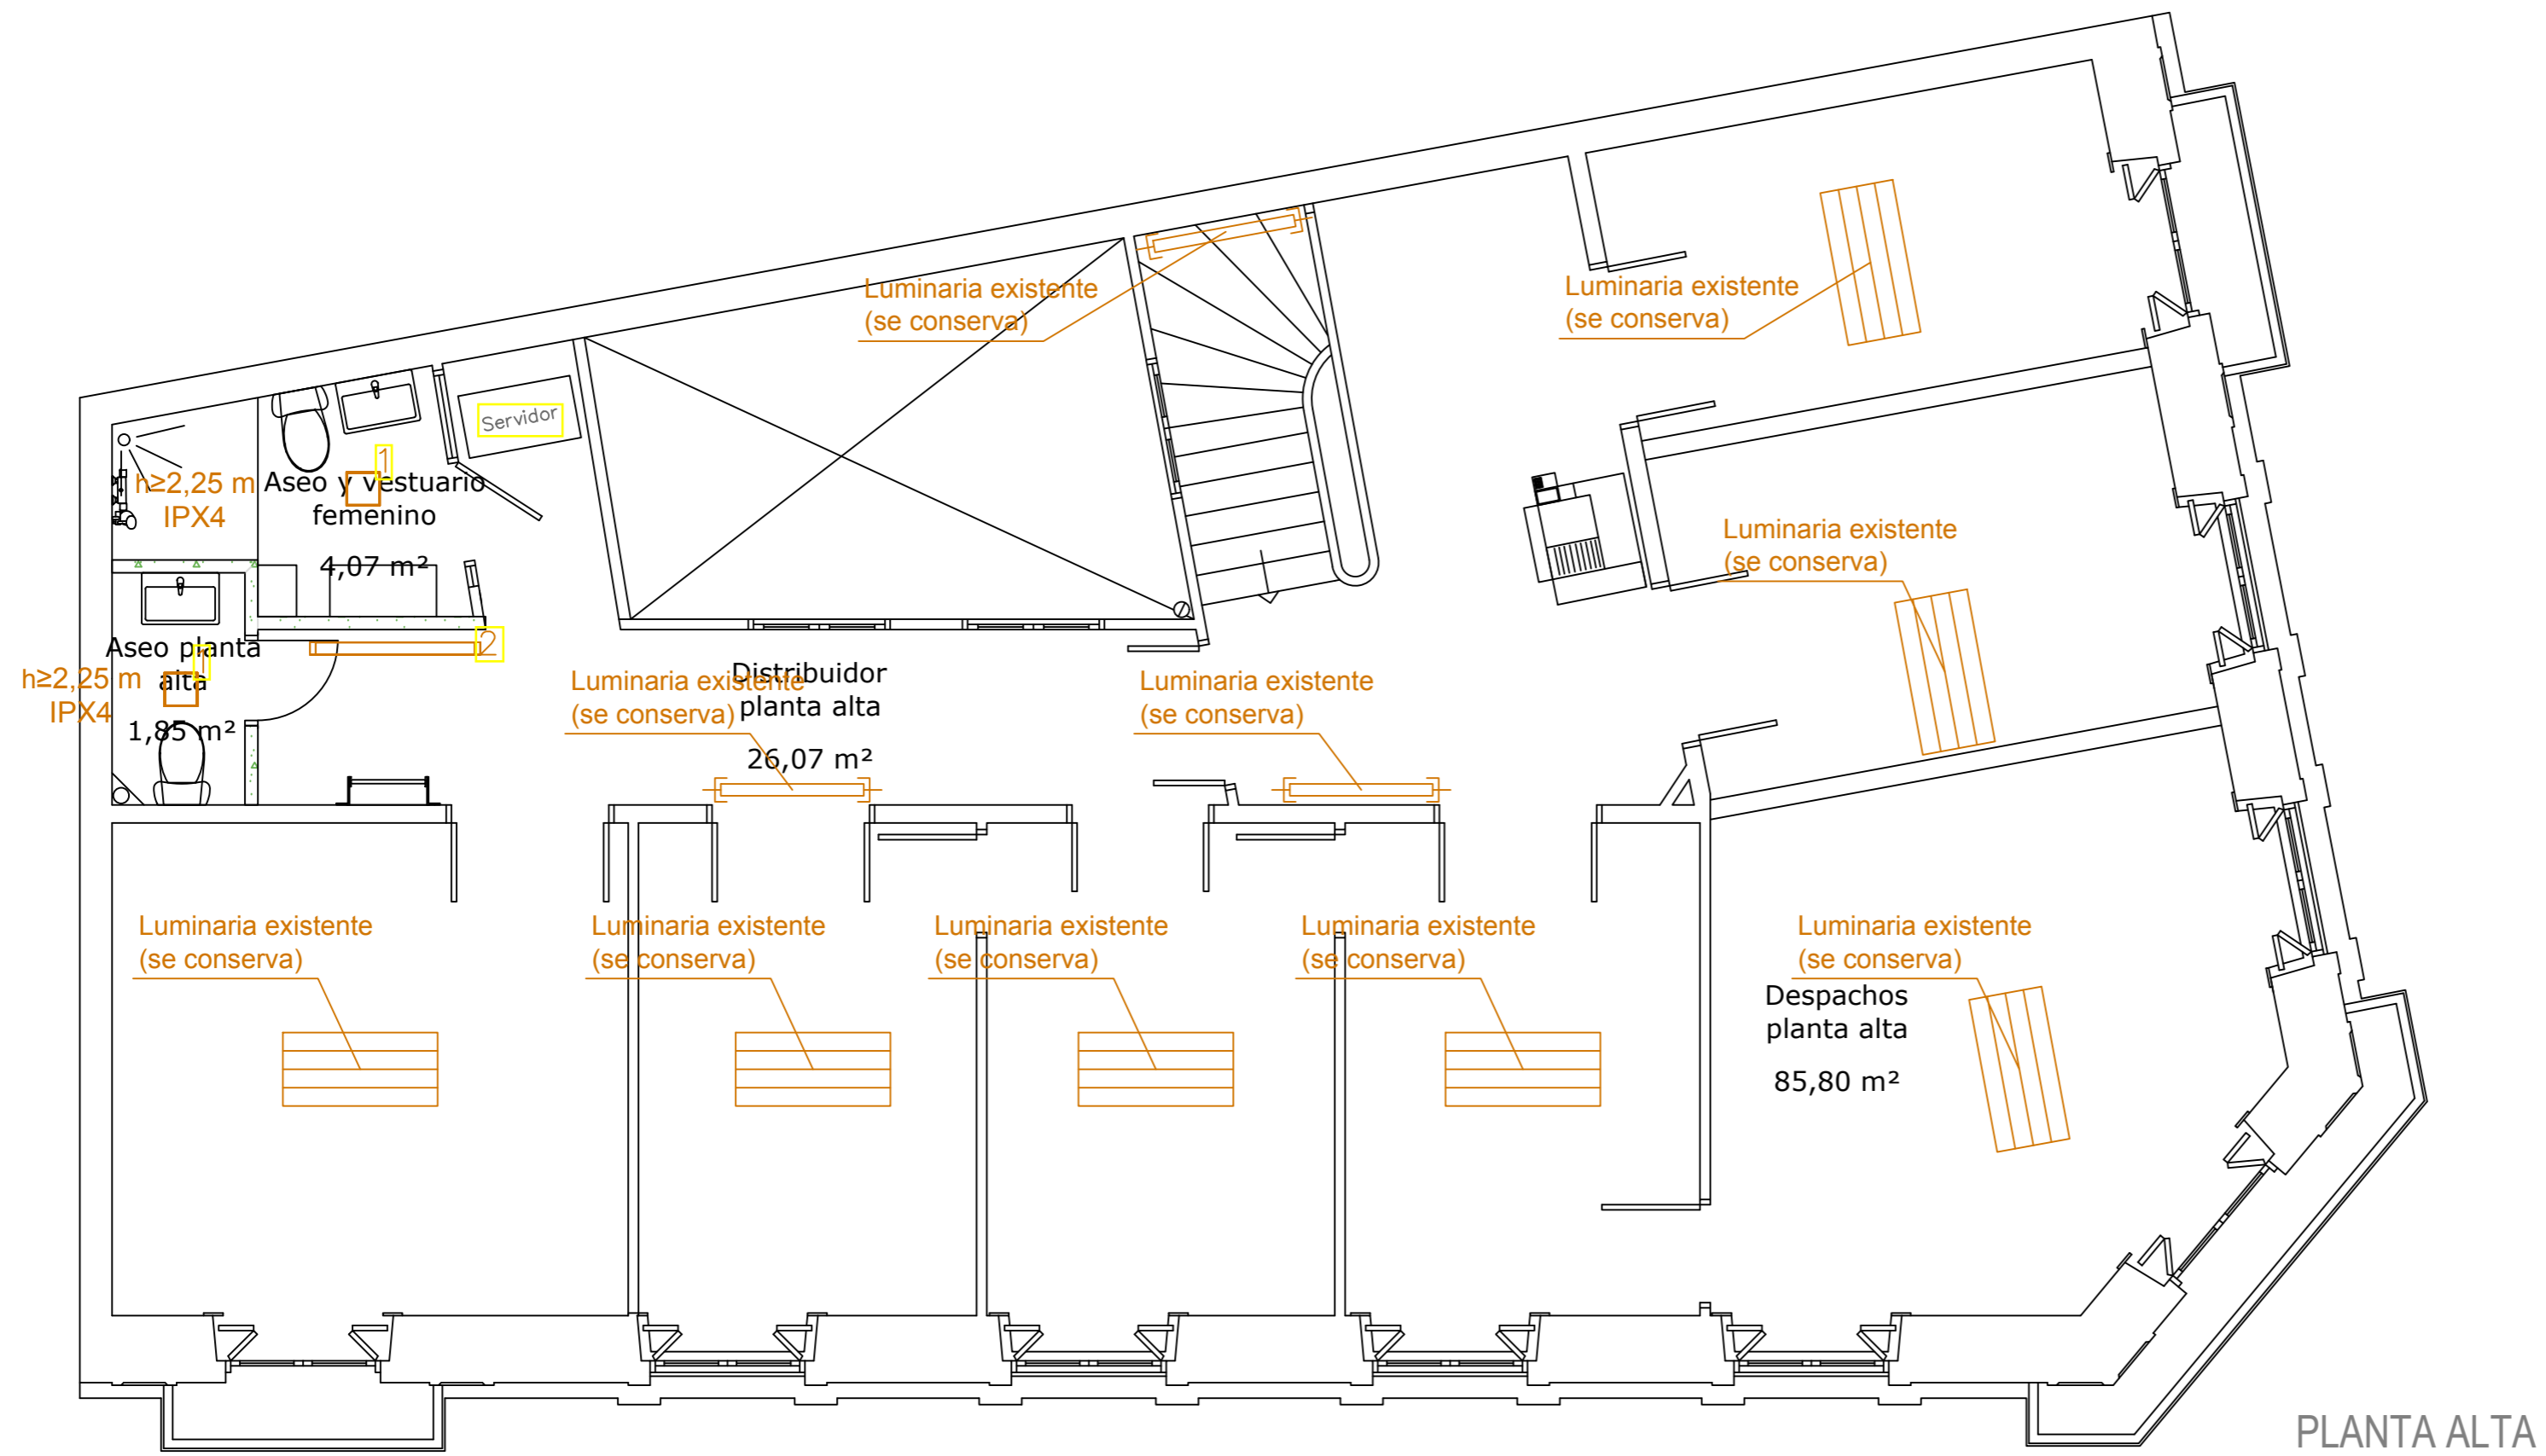 Luminaria existente
(se conserva)
Luminaria existente
(se conserva)
Servidor
1
h≥2,25 m
IPX4
Aseo y vestuario
femenino
4,07 m²
Luminaria existente
(se conserva)
2
Aseo planta
alta
1,85 m²
1
h≥2,25 m
IPX4
Luminaria existente
(se conserva)
Distribuidor
planta alta
26,07 m²
Luminaria existente
(se conserva)
Luminaria existente
(se conserva)
Luminaria existente
(se conserva)
Luminaria existente
(se conserva)
Luminaria existente
(se conserva)
Luminaria existente
(se conserva)
Despachos
planta alta
85,80 m²
PLANTA ALTA